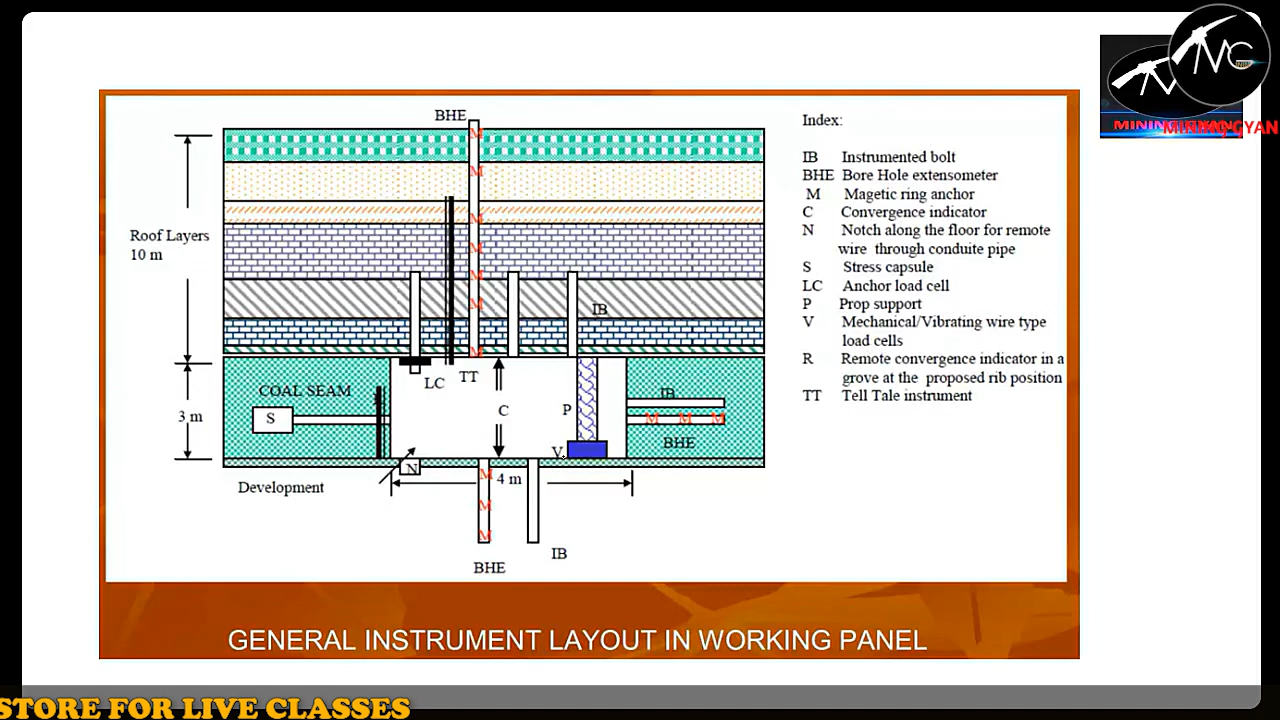 BHE
M
M
M
M
M
M
M
Roof Layers
10 m
IB
LC
TT
COAL SEAM
S
3 m
C
P
V
N
IB
M M M
BHE
Development
4 m
M
M
M
IB
BHE
Index:
IB Instrumented bolt
BHE Bore Hole extensometer
M Magetic ring anchor
C Convergence indicator
N Notch along the floor for remote
wire through conduite pipe
S Stress capsule
LC Anchor load cell
P Prop support
V Mechanical/Vibrating wire type
load cells
R Remote convergence indicator in a
grove at the proposed rib position
TT Tell Tale instrument
GENERAL INSTRUMENT LAYOUT IN WORKING PANEL
MG
STORE FOR LIVE CLASSES